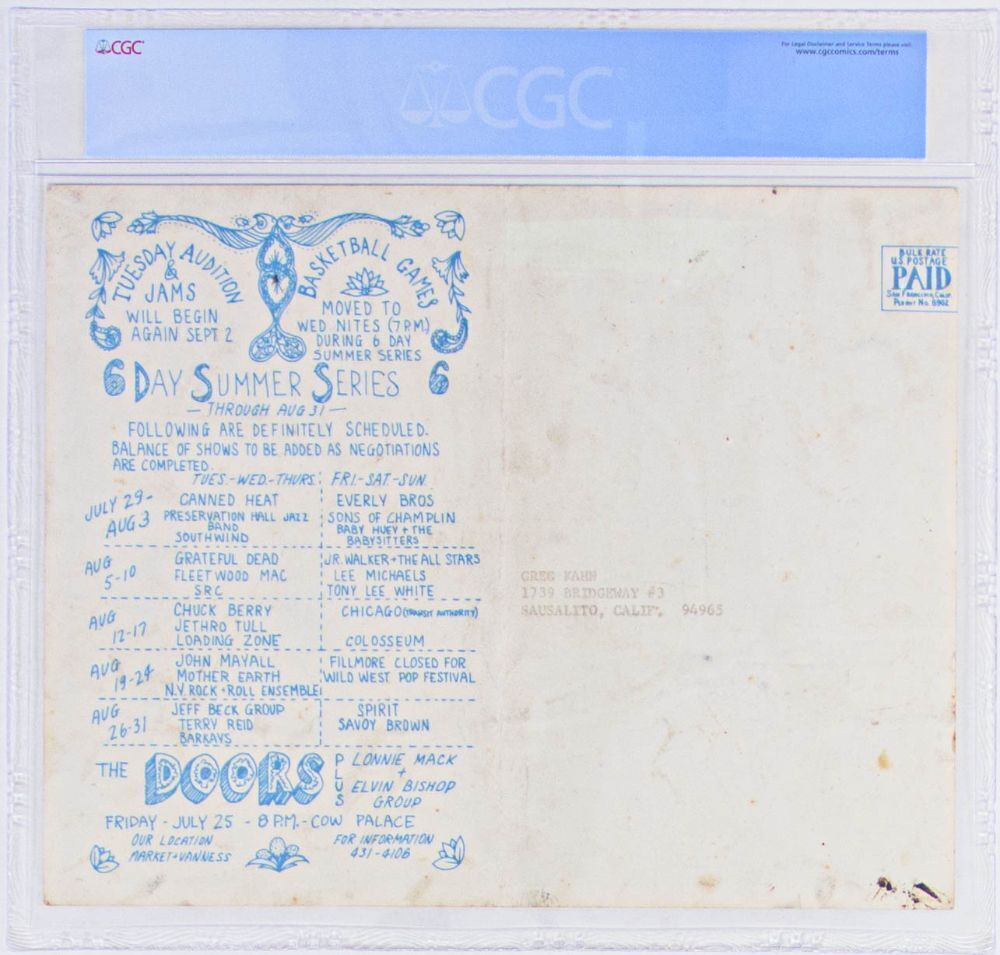 CGC
For Legal Disclaimer and Service Terms please visit:
www.cgccomics.com/terms
CGC
TUESDAY AUDITION
&
JAMS
WILL BEGIN
AGAIN SEPT 2
BASKETBALL GAMES
MOVED TO
WED NITES (7 P.M.)
DURING 6 DAY
SUMMER SERIES
BULK RATE
U.S. POSTAGE
PAID
SAN FRANCISCO, CALIF.
PERMIT No. 8902
6 DAY SUMMER SERIES 6
— THROUGH AUG 31 —
FOLLOWING ARE DEFINITELY SCHEDULED.
BALANCE OF SHOWS TO BE ADDED AS NEGOTIATIONS
ARE COMPLETED.
TUES.-WED.-THURS. FRI.-SAT.-SUN.
JULY 29-
AUG 3
CANNED HEAT
PRESERVATION HALL JAZZ
BAND
SOUTHWIND
EVERLY BROS
SONS OF CHAMPLIN
BABY HUEY + THE
BABYSITTERS
AUG
5-10
GRATEFUL DEAD
FLEETWOOD MAC
SRC
JR. WALKER + THE ALL STARS
LEE MICHAELS
TONY LEE WHITE
AUG
12-17
CHUCK BERRY
JETHRO TULL
LOADING ZONE
CHICAGO (TRANSIT AUTHORITY)
COLOSSEUM
AUG
19-24
JOHN MAYALL
MOTHER EARTH
N.Y. ROCK + ROLL ENSEMBLE
FILLMORE CLOSED FOR
WILD WEST POP FESTIVAL
AUG
26-31
JEFF BECK GROUP
TERRY REID
BARKAYS
SPIRIT
SAVOY BROWN
THE DOORS PLUS
LONNIE MACK
+
ELVIN BISHOP
GROUP
FRIDAY - JULY 25 - 8 P.M. - COW PALACE
OUR LOCATION
MARKET + VANNESS
FOR INFORMATION
431-4106
GREG KAHN
1739 BRIDGEWAY #3
SAUSALITO, CALIF, 94965